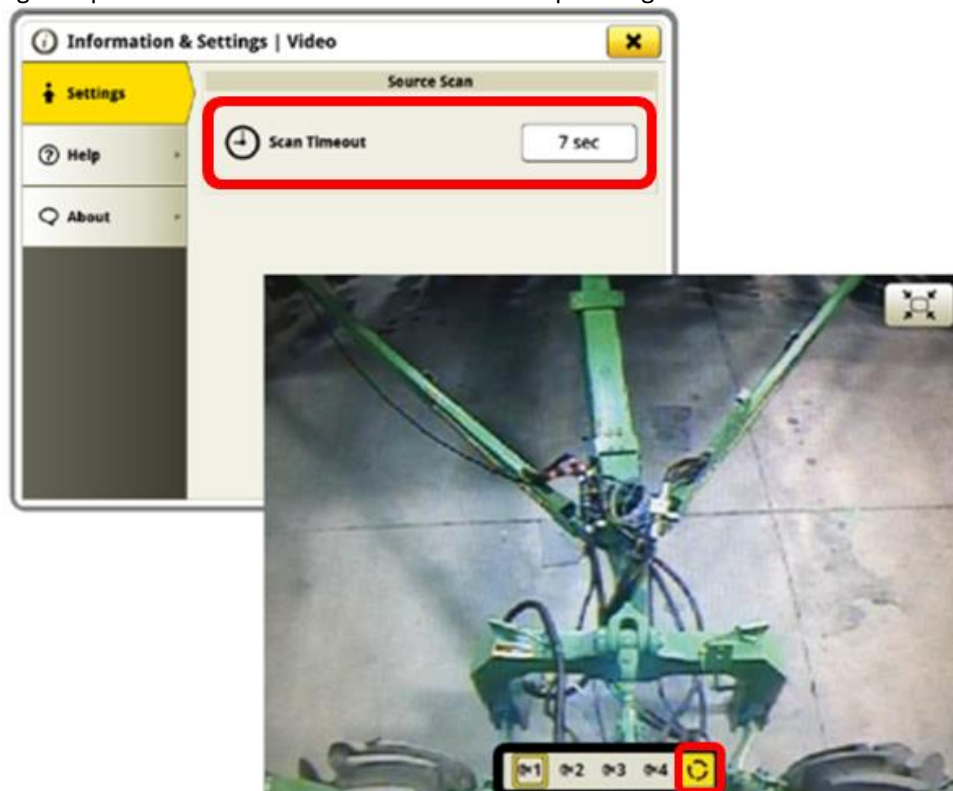 Information & Settings | Video
Settings
Source Scan
Scan Timeout
7 sec
Help
About
1 2 3 4